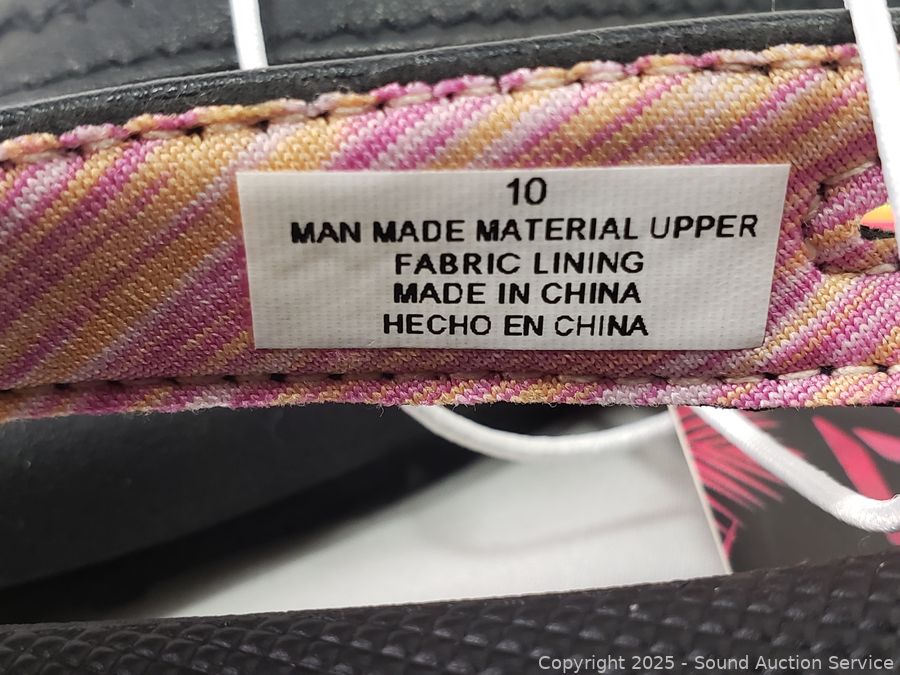 10
MAN MADE MATERIAL UPPER
FABRIC LINING
MADE IN CHINA
HECHO EN CHINA
Copyright 2025 - Sound Auction Service